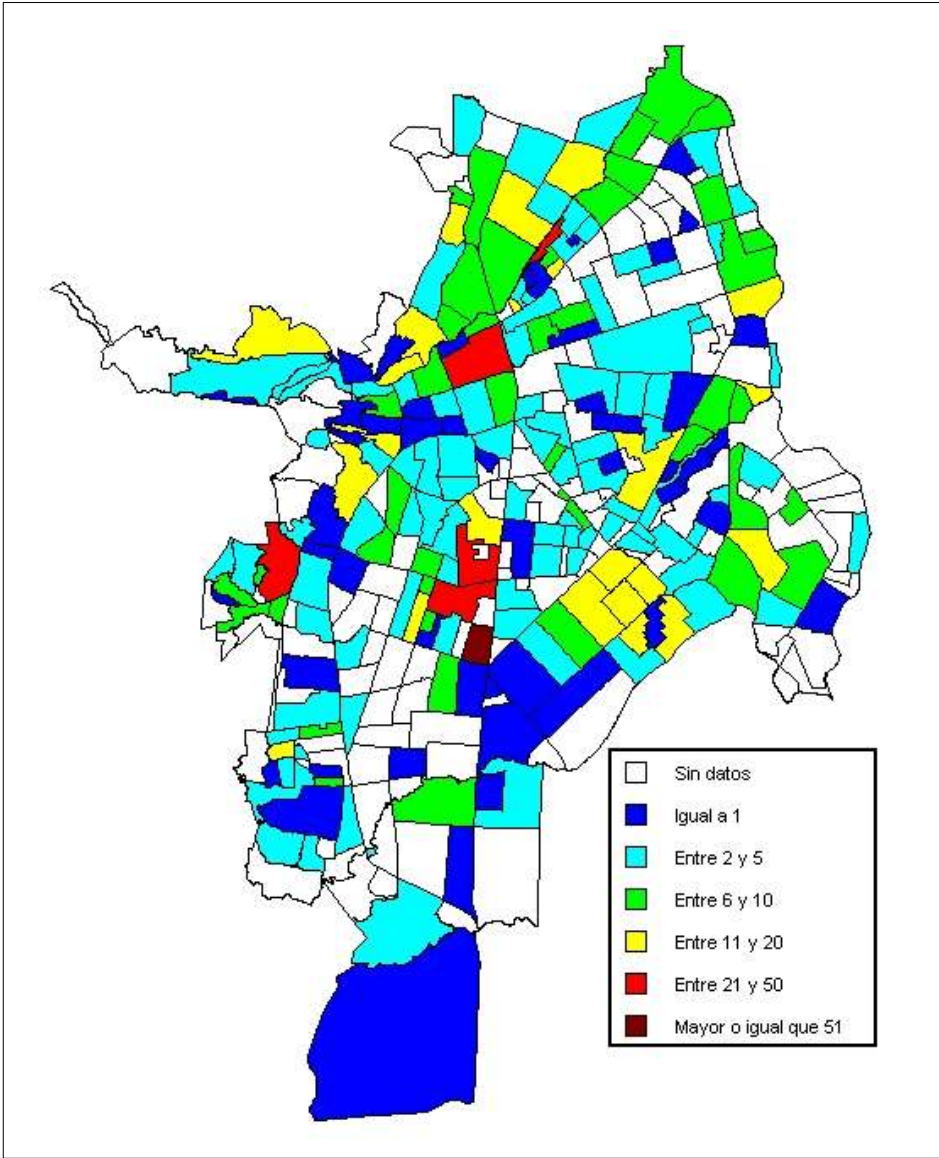 Sin datos
Igual a 1
Entre 2 y 5
Entre 6 y 10
Entre 11 y 20
Entre 21 y 50
Mayor o igual que 51